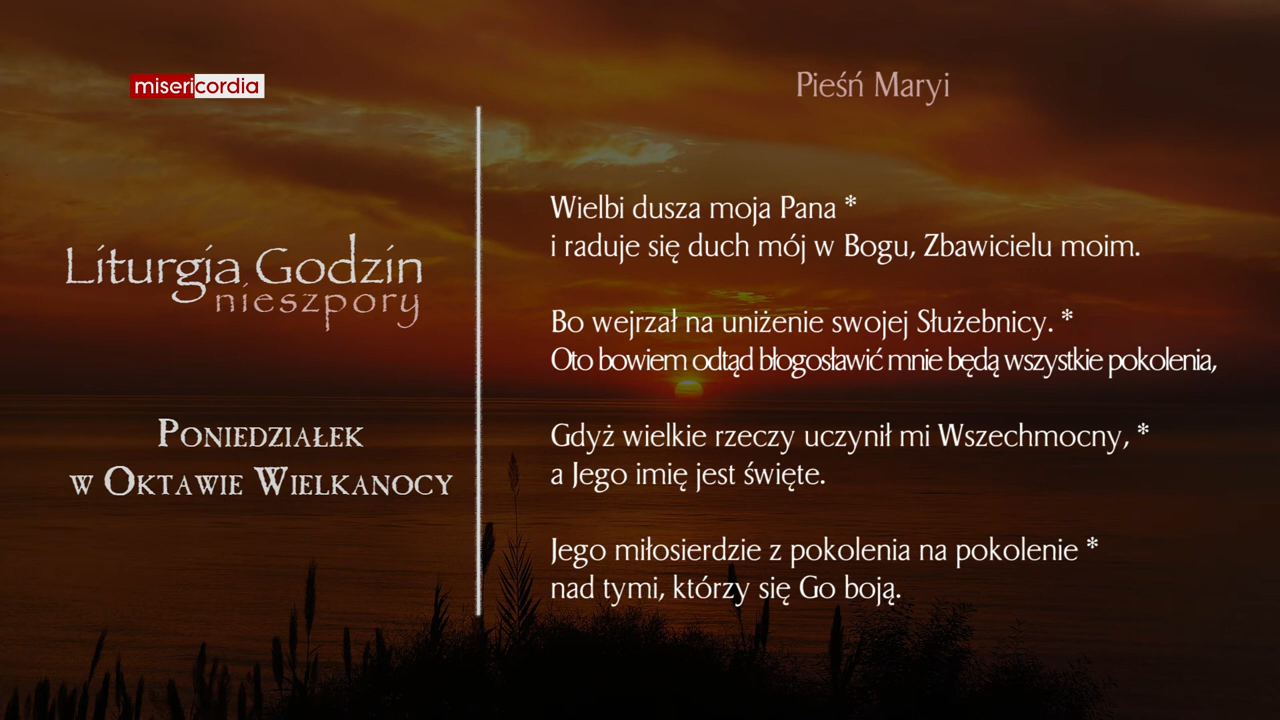 misericordia
Liturgia Godzin
nieszpory
Poniedziałek
w Oktawie Wielkanocy
Pieśń Maryi
Wielbi dusza moja Pana *
i raduje się duch mój w Bogu, Zbawicielu moim.
Bo wejrzał na uniżenie swojej Służebnicy. *
Oto bowiem odtąd błogosławić mnie będą wszystkie pokolenia,
Gdyż wielkie rzeczy uczynił mi Wszechmocny, *
a Jego imię jest święte.
Jego miłosierdzie z pokolenia na pokolenie *
nad tymi, którzy się Go boją.